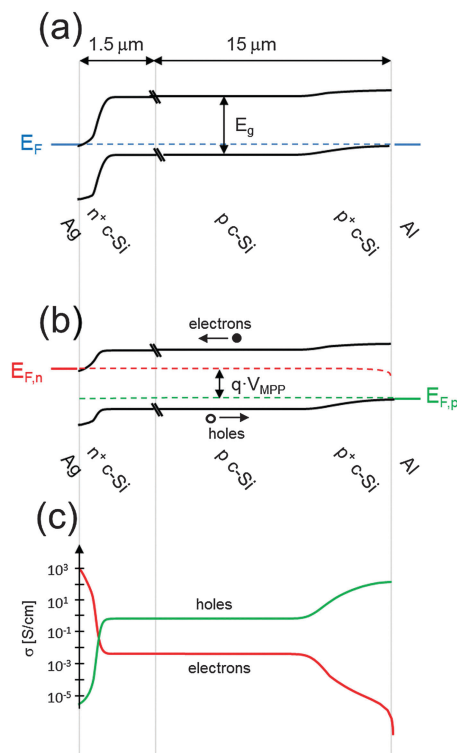 (a)
1.5 μm 15 μm
E_F
E_g
Ag n⁺ c-Si p c-Si p⁺ c-Si Al
(b)
electrons
E_F,n
q·V_MPP
E_F,p
holes
Ag n⁺ c-Si p c-Si p⁺ c-Si Al
(c)
σ [S/cm]
10³
10¹
10⁻¹
10⁻³
10⁻⁵
holes
electrons